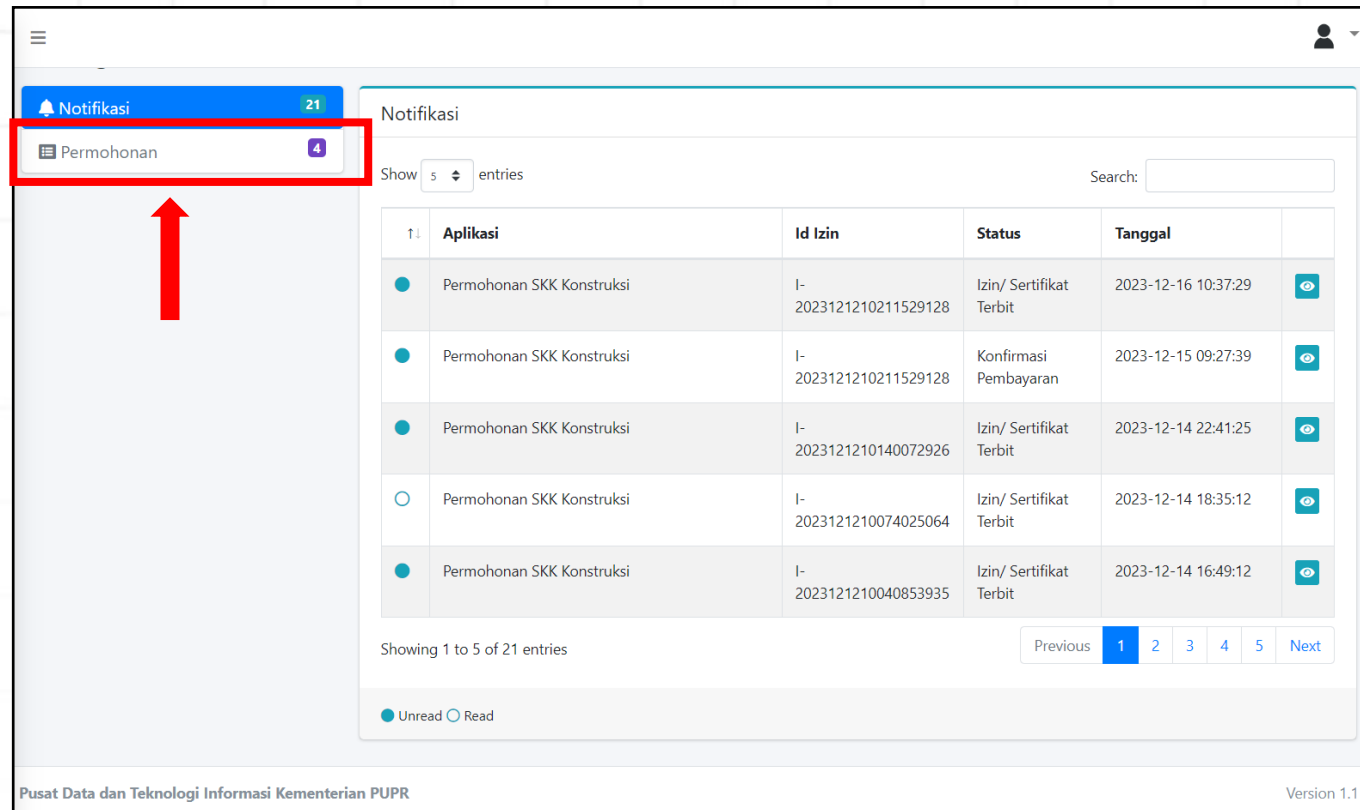 Notifikasi 21
Permohonan 4
Notifikasi
Show 5 entries Search:
Aplikasi Id Izin Status Tanggal
Permohonan SKK Konstruksi I- Izin/ Sertifikat 2023-12-16 10:37:29
2023121210211529128 Terbit
Permohonan SKK Konstruksi I- Konfirmasi 2023-12-15 09:27:39
2023121210211529128 Pembayaran
Permohonan SKK Konstruksi I- Izin/ Sertifikat 2023-12-14 22:41:25
2023121210140072926 Terbit
Permohonan SKK Konstruksi I- Izin/ Sertifikat 2023-12-14 18:35:12
2023121210074025064 Terbit
Permohonan SKK Konstruksi I- Izin/ Sertifikat 2023-12-14 16:49:12
2023121210040853935 Terbit
Showing 1 to 5 of 21 entries Previous 1 2 3 4 5 Next
Unread Read
Pusat Data dan Teknologi Informasi Kementerian PUPR Version 1.1